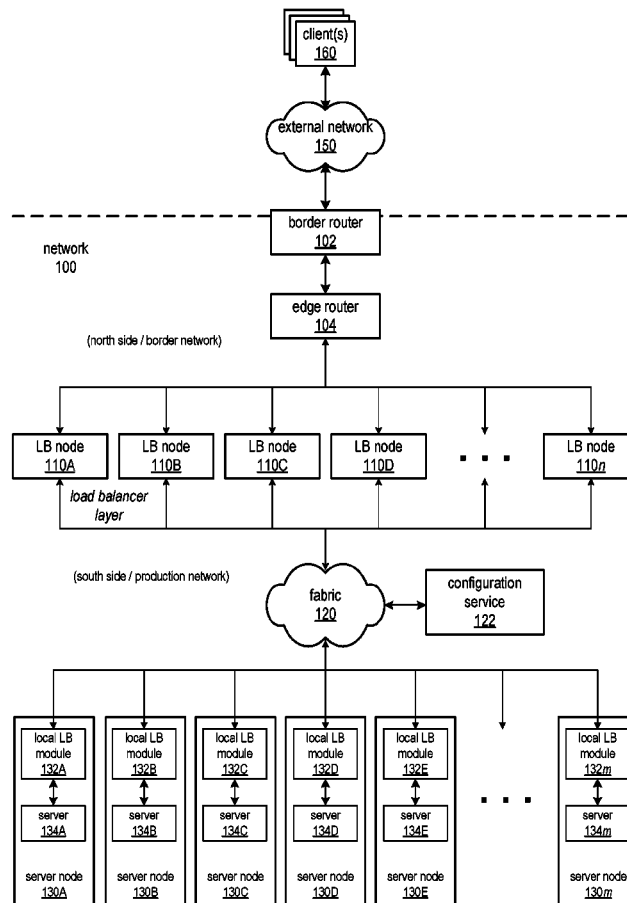 client(s)
160
external network
150
border router
102
network
100
edge router
104
(north side / border network)
LB node
110A
LB node
110B
LB node
110C
LB node
110D
LB node
110n
load balancer
layer
(south side / production network)
fabric
120
configuration
service
122
local LB
module
132A
local LB
module
132B
local LB
module
132C
local LB
module
132D
local LB
module
132E
local LB
module
132m
server
134A
server
134B
server
134C
server
134D
server
134E
server
134m
server node
130A
server node
130B
server node
130C
server node
130D
server node
130E
server node
130m